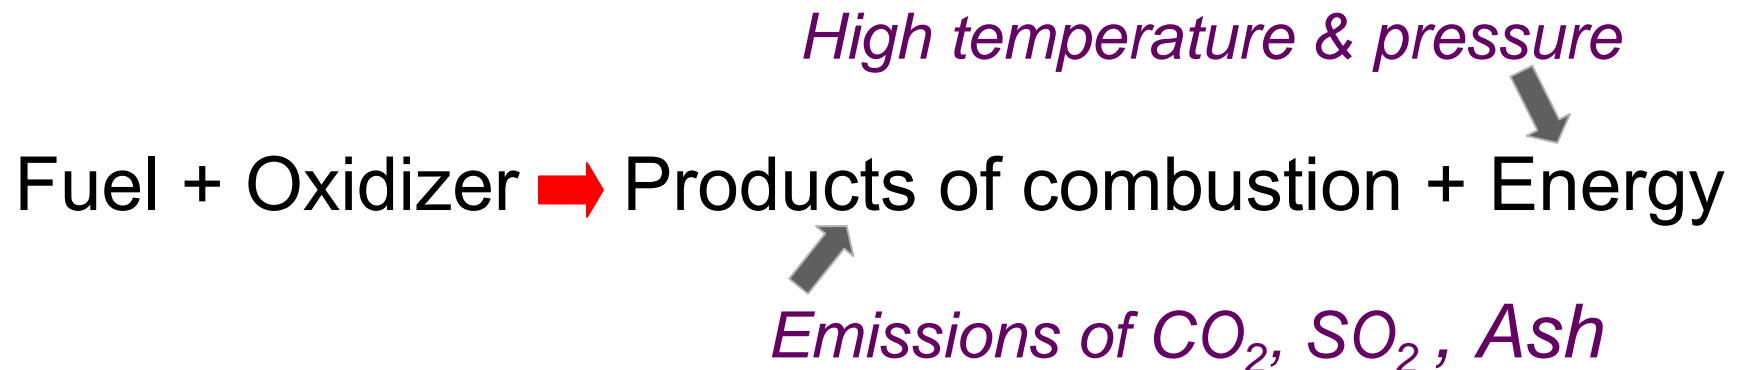 High temperature & pressure
Fuel + Oxidizer Products of combustion + Energy
Emissions of CO₂, SO₂ , Ash